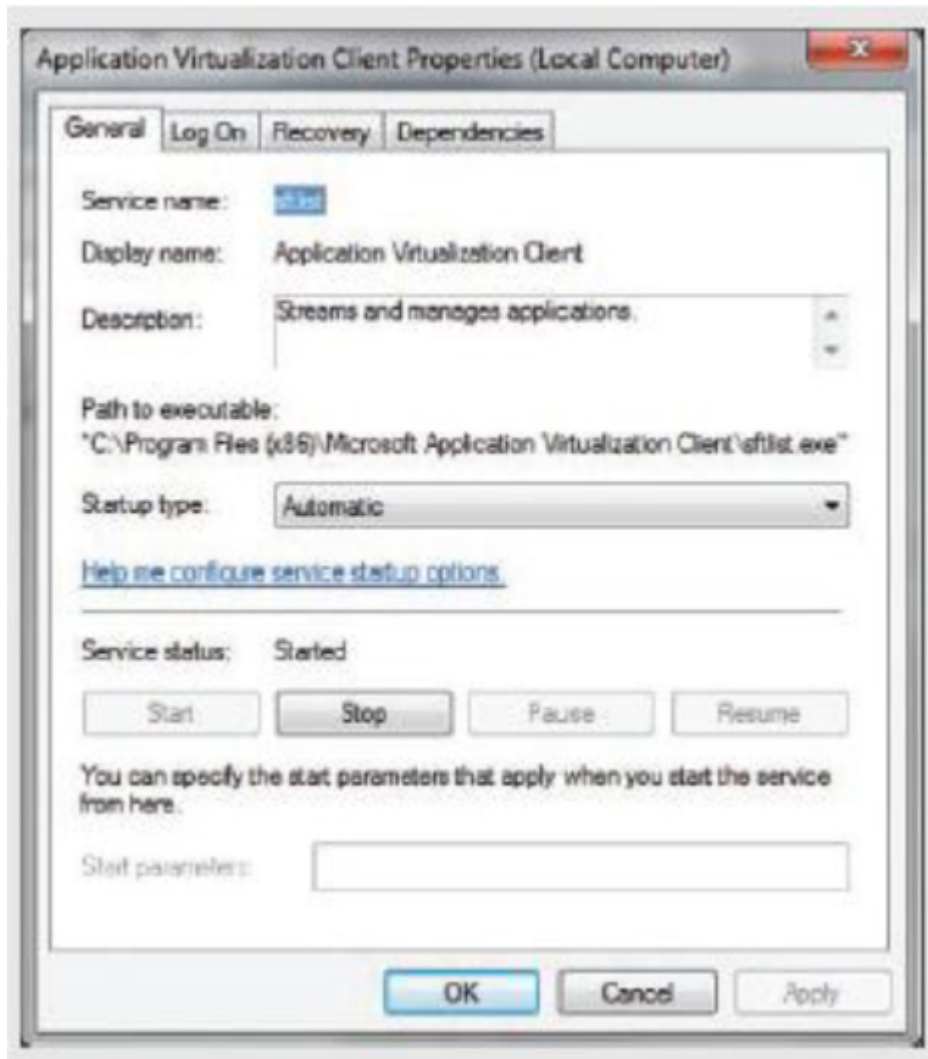 Application Virtualization Client Properties (Local Computer)
General Log On Recovery Dependencies
Service name: sftlist
Display name: Application Virtualization Client
Description: Streams and manages applications.
Path to executable:
"C:\Program Files (x86)\Microsoft Application Virtualization Client\sftlist.exe"
Startup type: Automatic
Help me configure service startup options.
Service status: Started
Start Stop Pause Resume
You can specify the start parameters that apply when you start the service
from here.
Start parameters:
OK Cancel Apply